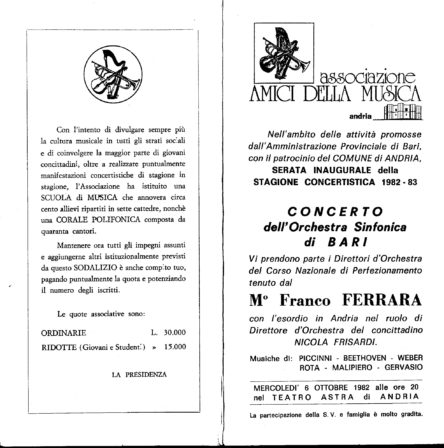 Con l'intento di divulgare sempre più
la cultura musicale in tutti gli strati sociali
e di coinvolgere la maggior parte di giovani
concittadini, oltre a realizzare puntualmente
manifestazioni concertistiche di stagione in
stagione, l'Associazione ha istituito una
SCUOLA di MUSICA che annovera circa
cento allievi ripartiti in sette cattedre, nonchè
una CORALE POLIFONICA composta da
quaranta cantori.
Mantenere ora tutti gli impegni assunti
e aggiungerne altri istituzionalmente previsti
da questo SODALIZIO è anche compito tuo,
pagando puntualmente la quota e potenziando
il numero degli iscritti.
Le quote associative sono:
ORDINARIE L. 30.000
RIDOTTE (Giovani e Studenti) » 15.000
LA PRESIDENZA
associazione
AMICI DELLA MUSICA
andria
Nell'ambito delle attività promosse
dall'Amministrazione Provinciale di Bari,
con il patrocinio del COMUNE di ANDRIA,
SERATA INAUGURALE della
STAGIONE CONCERTISTICA 1982-83
CONCERTO
dell'Orchestra Sinfonica
di BARI
Vi prendono parte i Direttori d'Orchestra
del Corso Nazionale di Perfezionamento
tenuto dal
M° Franco FERRARA
con l'esordio in Andria nel ruolo di
Direttore d'Orchestra del concittadino
NICOLA FRISARDI.
Musiche di: PICCINNI - BEETHOVEN - WEBER
ROTA - MALIPIERO - GERVASIO
MERCOLEDI' 6 OTTOBRE 1982 alle ore 20
nel TEATRO ASTRA di ANDRIA
La partecipazione della S.V. e famiglia è molto gradita.